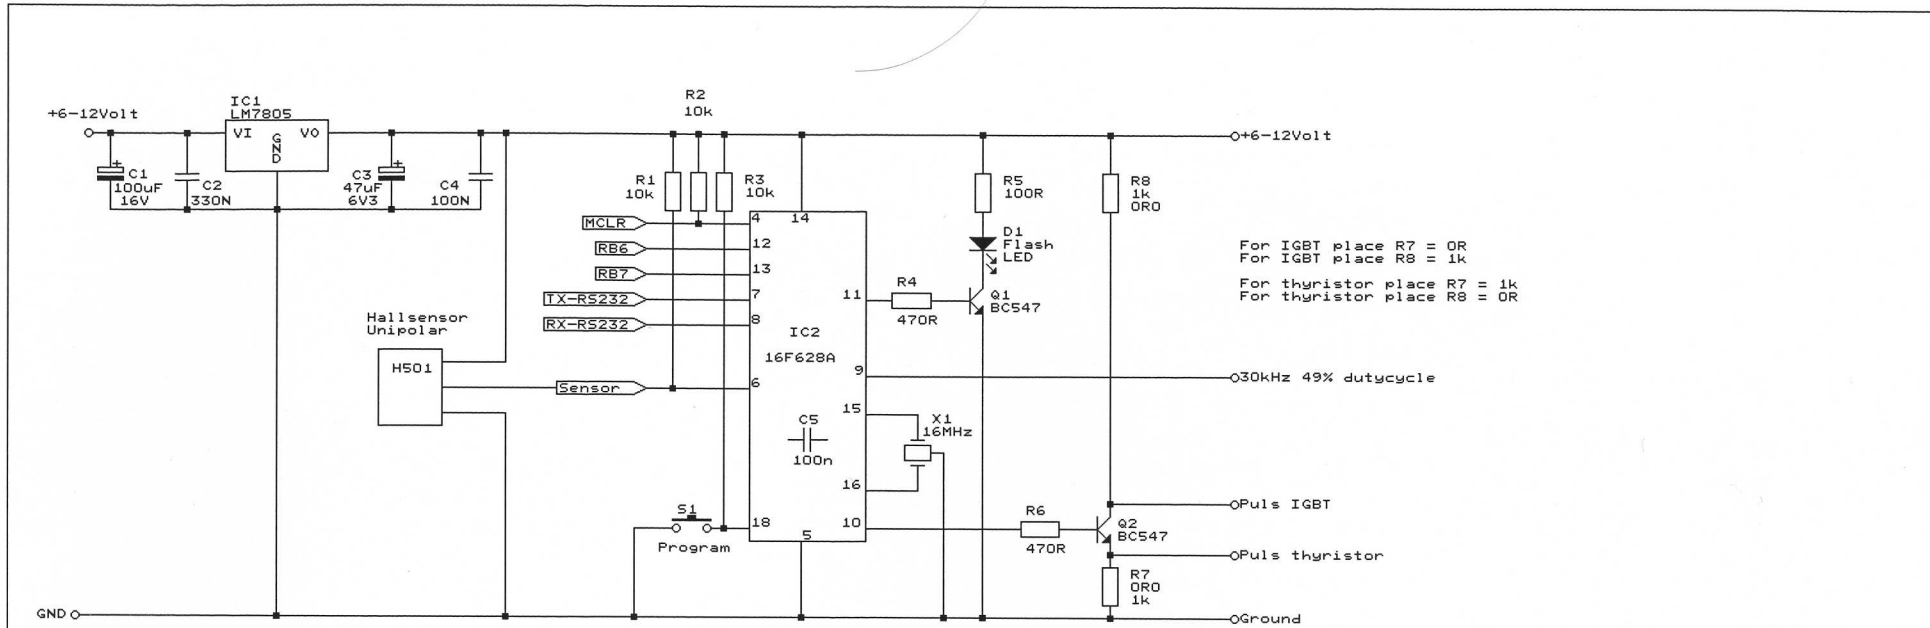 +6-12Volt
IC1
LM7805
VI
GND
VO
+
C1
100uF
16V
C2
330N
+
C3
47uF
6V3
C4
100N
R2
10k
R1
10k
R3
10k
+6-12Volt
MCLR
RB6
RB7
TX-RS232
RX-RS232
Sensor
Hallsensor
Unipolar
H501
4
12
13
7
8
6
18
14
11
9
15
16
10
5
IC2
16F628A
C5
100n
S1
Program
X1
16MHz
R4
470R
R5
100R
D1
Flash
LED
Q1
BC547
R8
1k
0R0
For IGBT place R7 = 0R
For IGBT place R8 = 1k
For thyristor place R7 = 1k
For thyristor place R8 = 0R
30kHz 49% dutycycle
R6
470R
Q2
BC547
Puls IGBT
Puls thyristor
R7
0R0
1k
GND
Ground